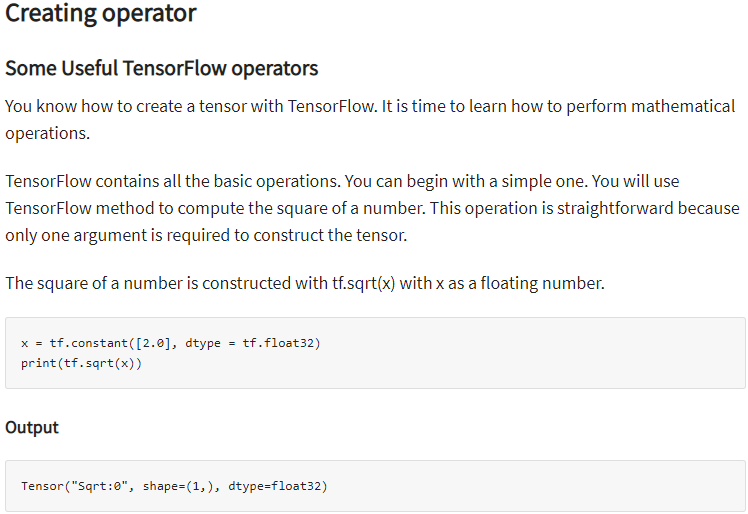 Creating operator
Some Useful TensorFlow operators
You know how to create a tensor with TensorFlow. It is time to learn how to perform mathematical
operations.
TensorFlow contains all the basic operations. You can begin with a simple one. You will use
TensorFlow method to compute the square of a number. This operation is straightforward because
only one argument is required to construct the tensor.
The square of a number is constructed with tf.sqrt(x) with x as a floating number.
x = tf.constant([2.0], dtype = tf.float32)
print(tf.sqrt(x))
Output
Tensor("Sqrt:0", shape=(1,), dtype=float32)